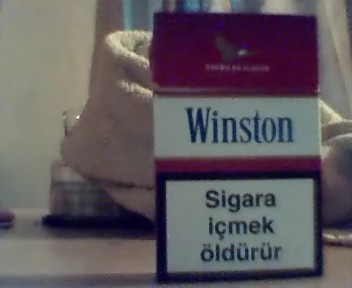 Winston
Sigara
içmek
öldürür